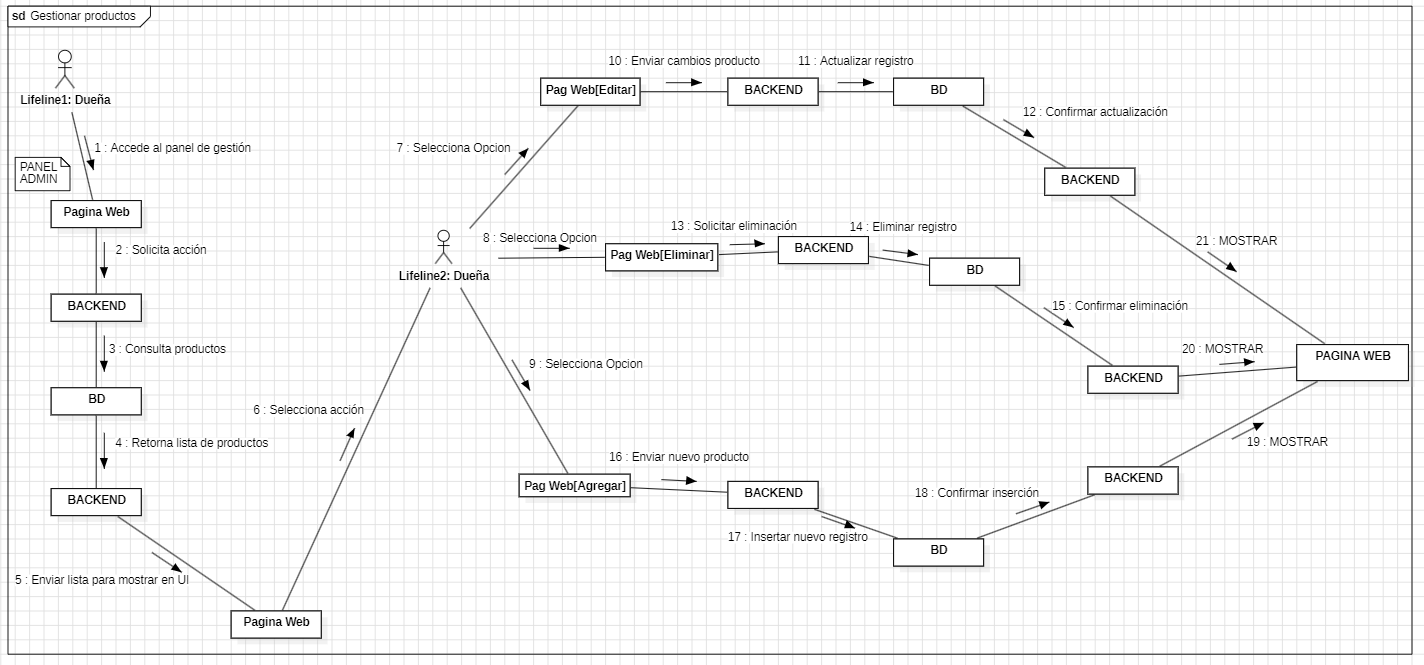 sd Gestionar productos
Lifeline1: Dueña
1 : Accede al panel de gestión
PANEL
ADMIN
Pagina Web
2 : Solicita acción
BACKEND
3 : Consulta productos
BD
4 : Retorna lista de productos
BACKEND
5 : Enviar lista para mostrar en UI
Pagina Web
6 : Selecciona acción
Lifeline2: Dueña
7 : Selecciona Opcion
Pag Web[Editar]
10 : Enviar cambios producto
BACKEND
11 : Actualizar registro
BD
12 : Confirmar actualización
BACKEND
21 : MOSTRAR
8 : Selecciona Opcion
Pag Web[Eliminar]
13 : Solicitar eliminación
BACKEND
14 : Eliminar registro
BD
15 : Confirmar eliminación
BACKEND
20 : MOSTRAR
PAGINA WEB
9 : Selecciona Opcion
Pag Web[Agregar]
16 : Enviar nuevo producto
BACKEND
17 : Insertar nuevo registro
BD
18 : Confirmar inserción
BACKEND
19 : MOSTRAR